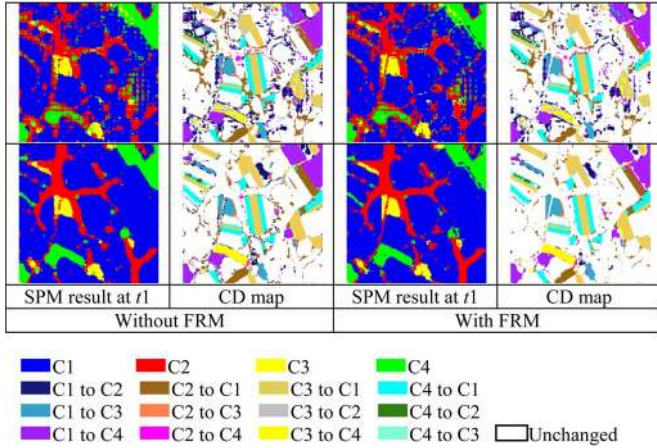 SPM result at t1 CD map SPM result at t1 CD map
Without FRM With FRM
C1 C2 C3 C4
C1 to C2 C2 to C1 C3 to C1 C4 to C1
C1 to C3 C2 to C3 C3 to C2 C4 to C2
C1 to C4 C2 to C4 C3 to C4 C4 to C3 Unchanged